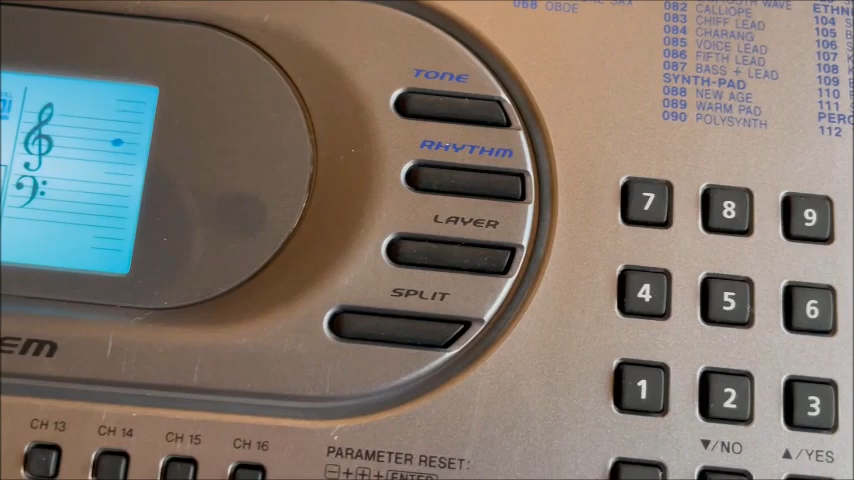 068 OBOE
082 CALLIOPE
083 CHIFF LEAD
084 CHARANG
085 VOICE LEAD
086 FIFTH LEAD
087 BASS + LEAD
SYNTH-PAD
088 NEW AGE
089 WARM PAD
090 POLYSYNTH
104
105
106
107
108
109
110
111
112
TONE
RHYTHM
LAYER
SPLIT
7 8 9
4 5 6
1 2 3
▼/NO ▲/YES
CH 13 CH 14 CH 15 CH 16
PARAMETER RESET:
−+++ENTER